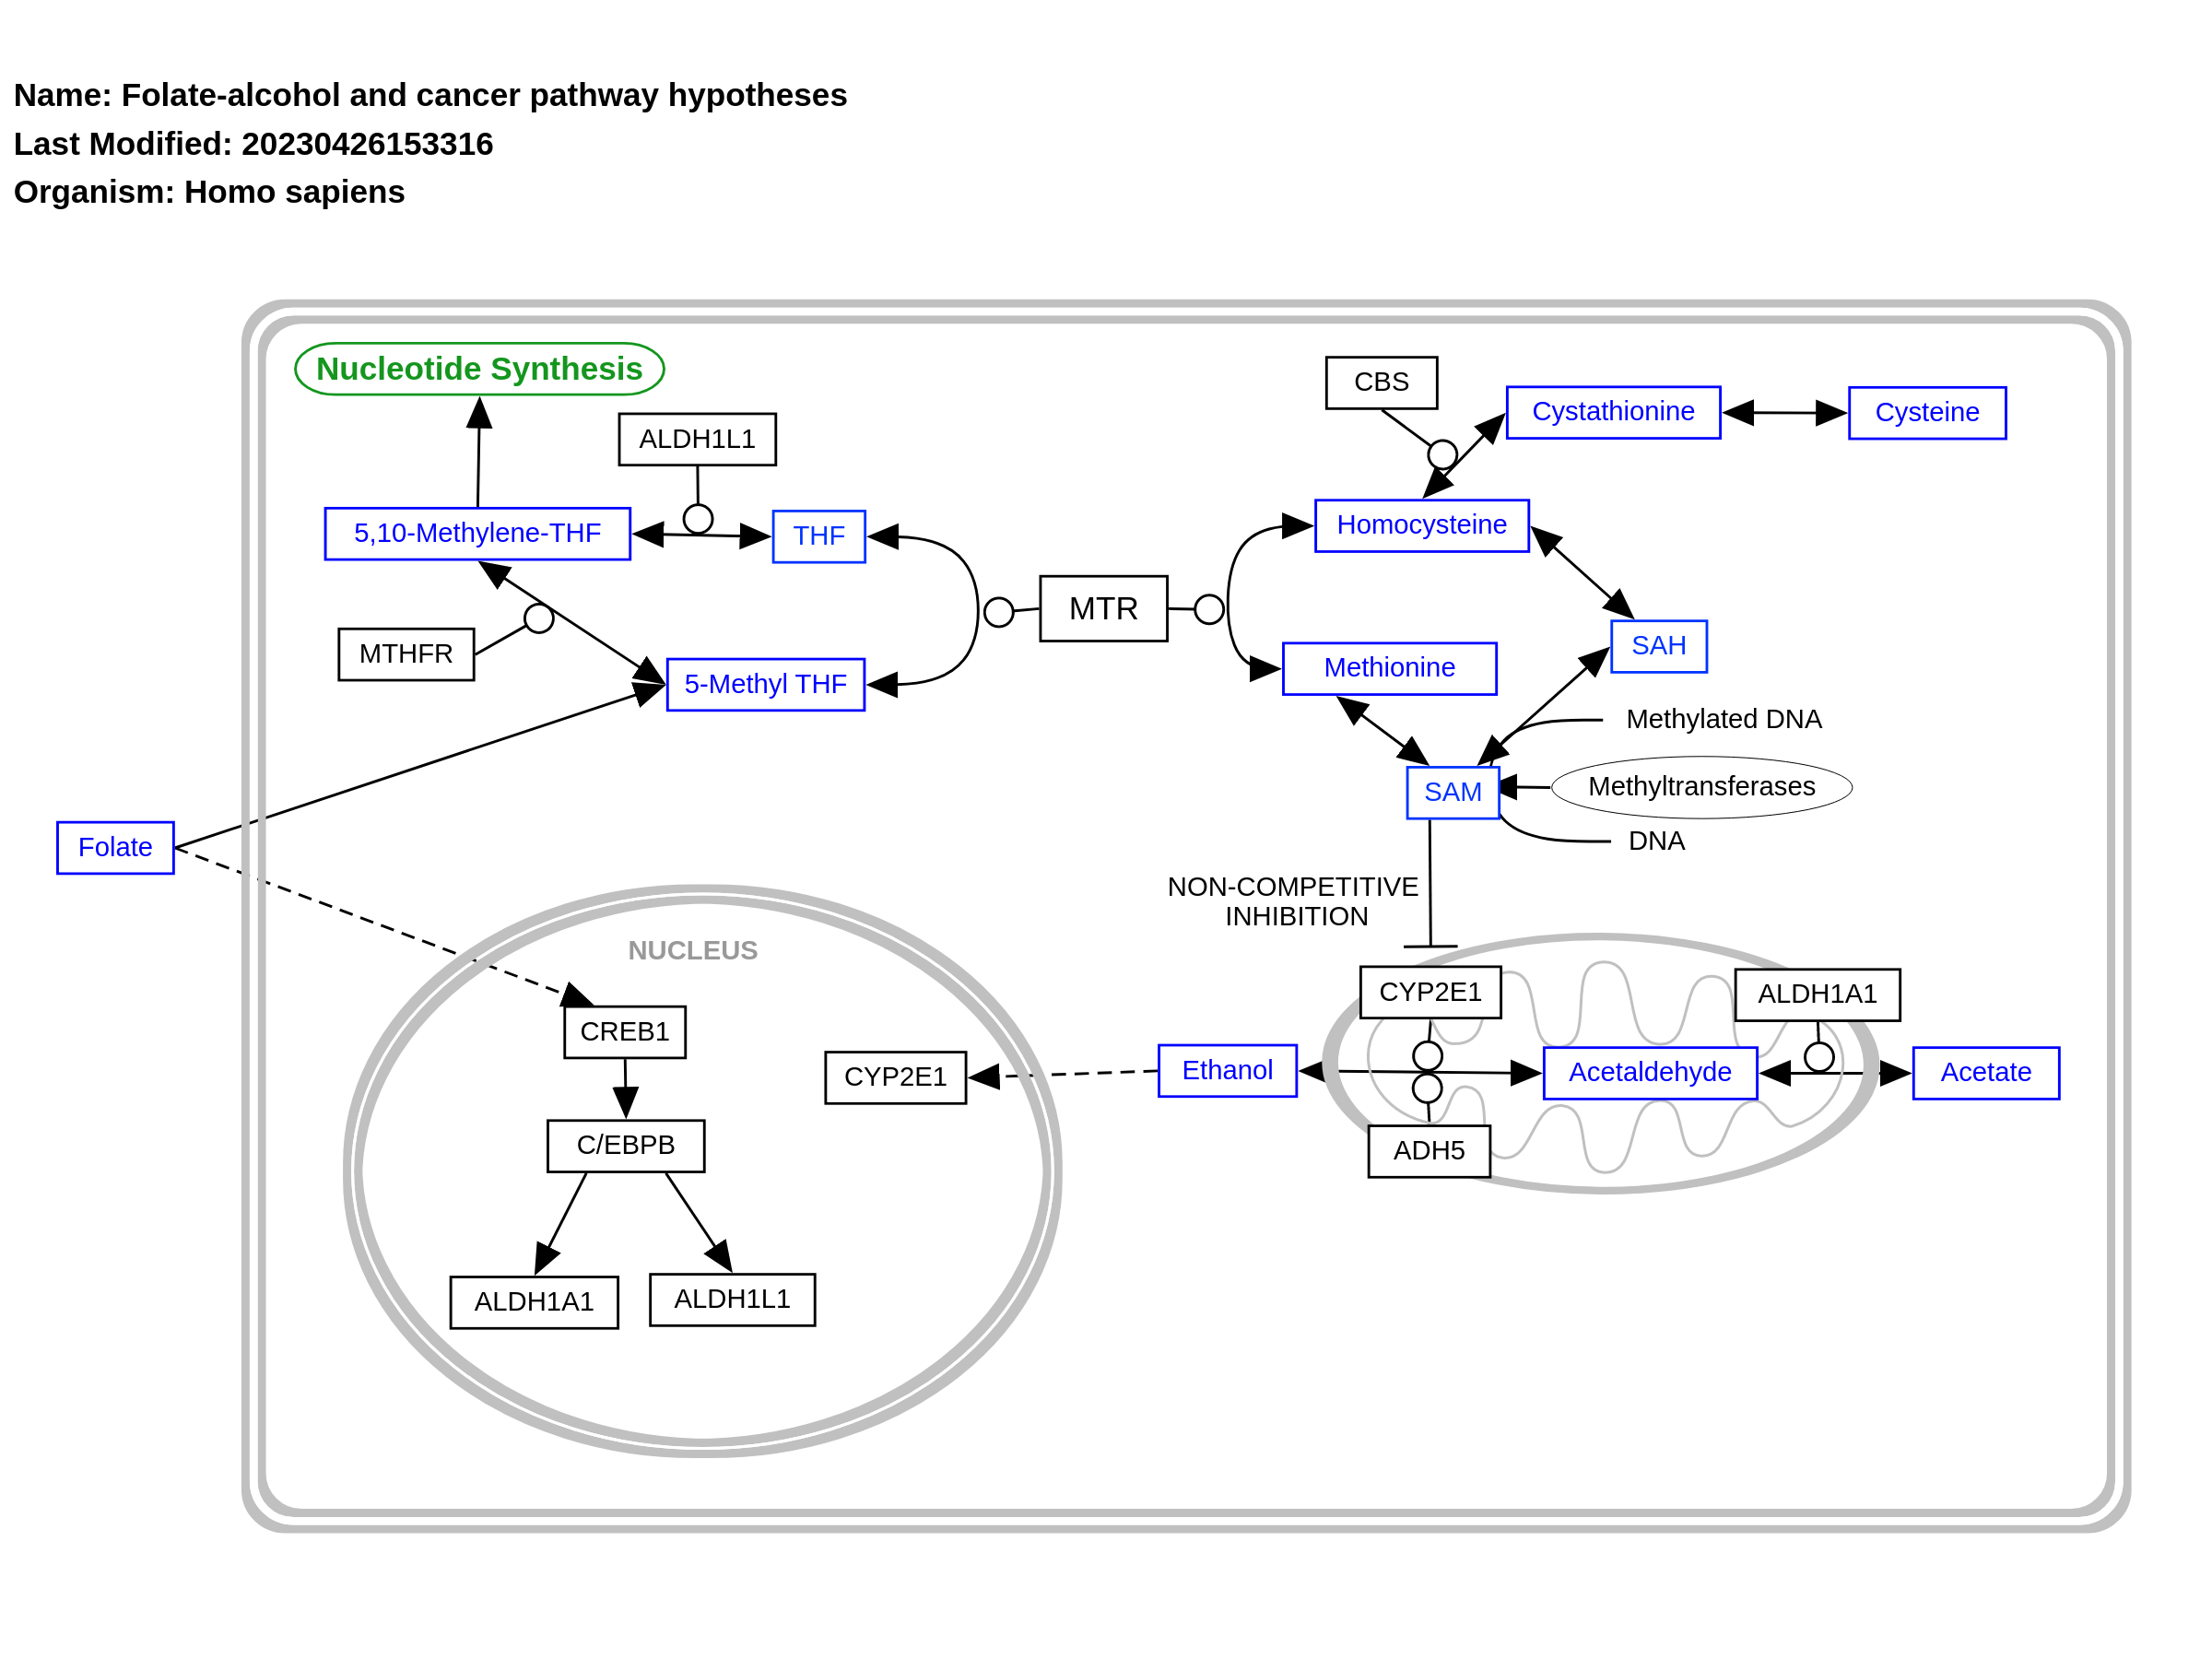 Name: Folate-alcohol and cancer pathway hypotheses
Last Modified: 20230426153316
Organism: Homo sapiens
Nucleotide Synthesis
CBS
Cystathionine
Cysteine
ALDH1L1
5,10-Methylene-THF
THF
Homocysteine
MTR
MTHFR
SAH
Methionine
5-Methyl THF
Methylated DNA
Methyltransferases
SAM
DNA
Folate
NON-COMPETITIVE
INHIBITION
NUCLEUS
CYP2E1
ALDH1A1
CREB1
CYP2E1
Ethanol
Acetaldehyde
Acetate
C/EBPB
ADH5
ALDH1A1
ALDH1L1